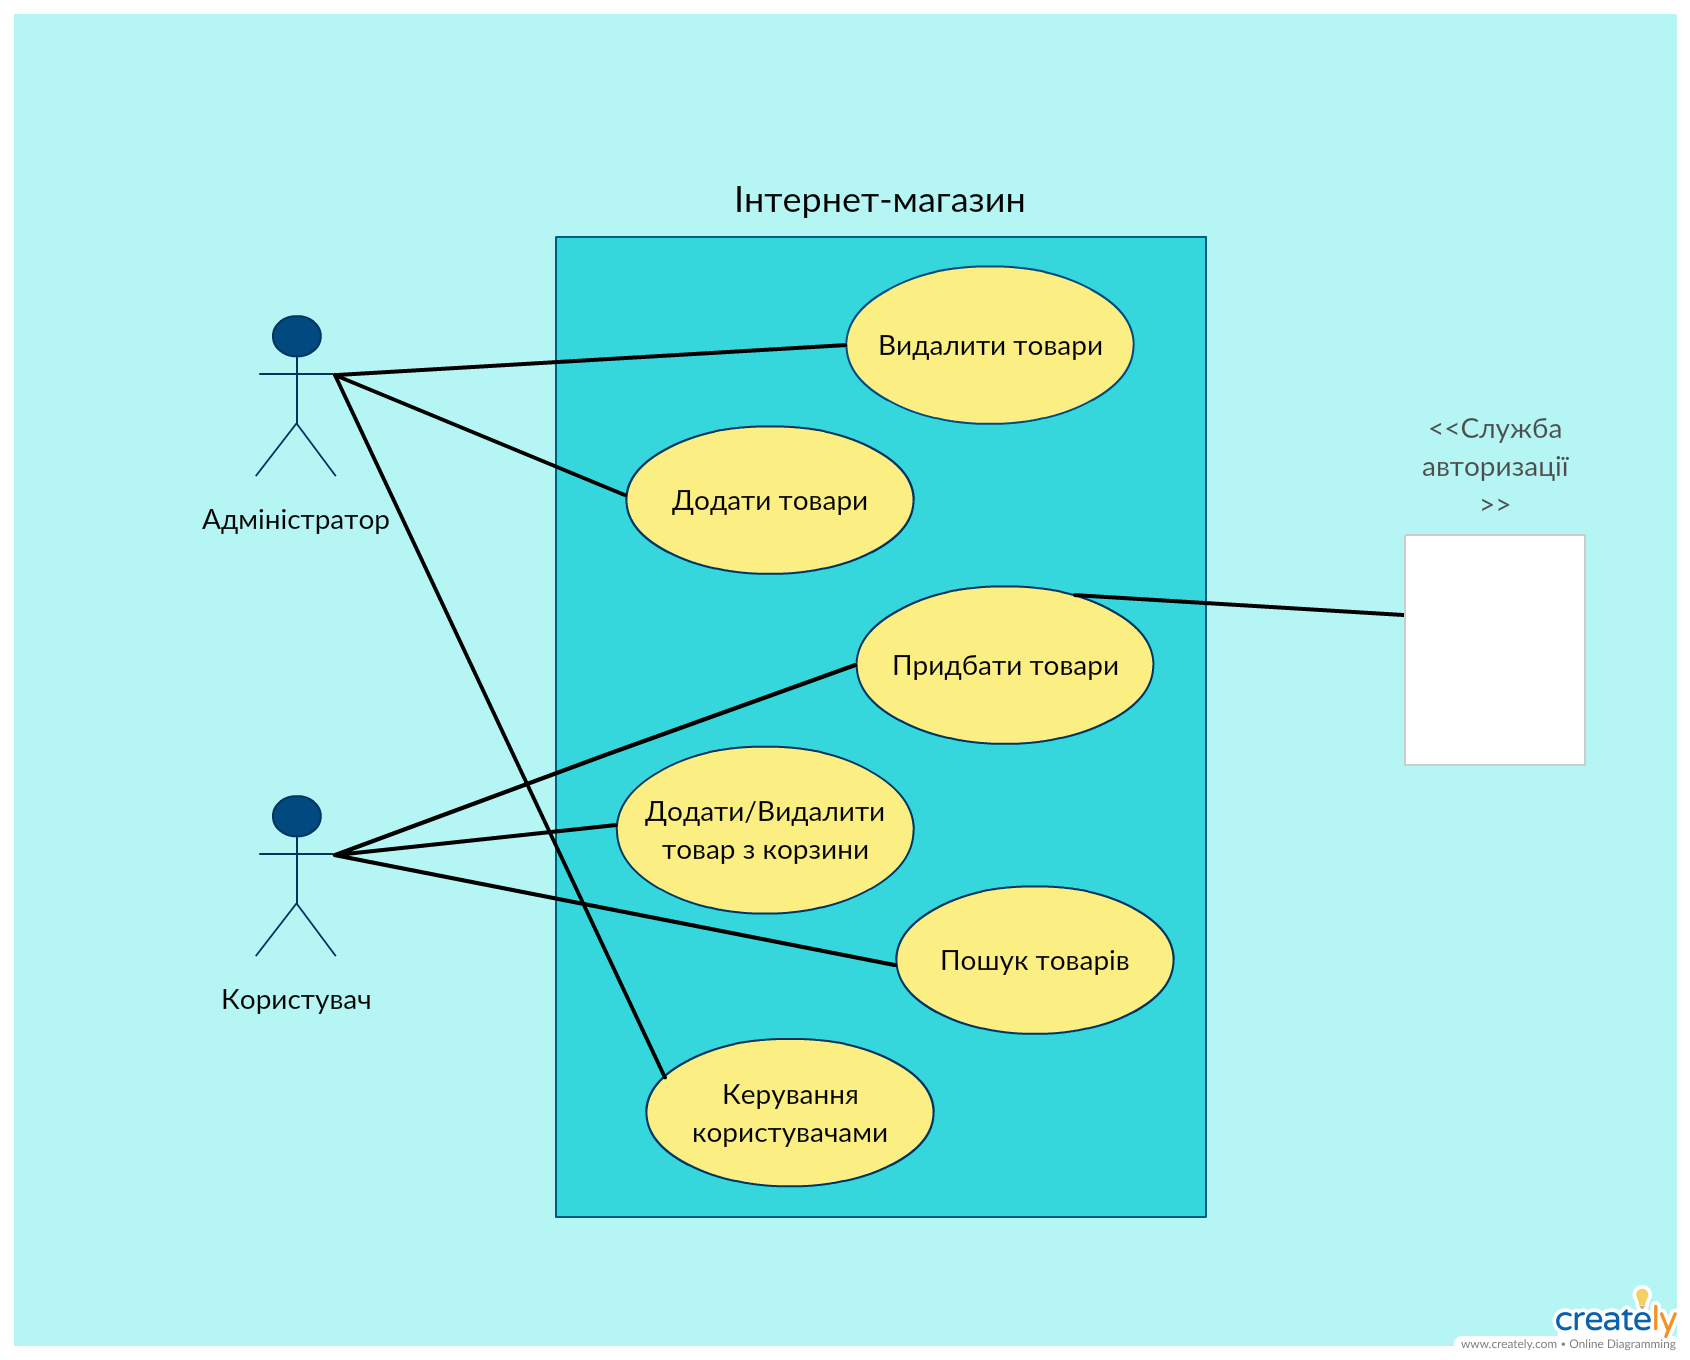 Інтернет-магазин
Видалити товари
<<Служба
авторизації
>>
Додати товари
Адміністратор
Придбати товари
Додати/Видалити
товар з корзини
Пошук товарів
Користувач
Керування
користувачами
creately
www.creately.com • Online Diagramming